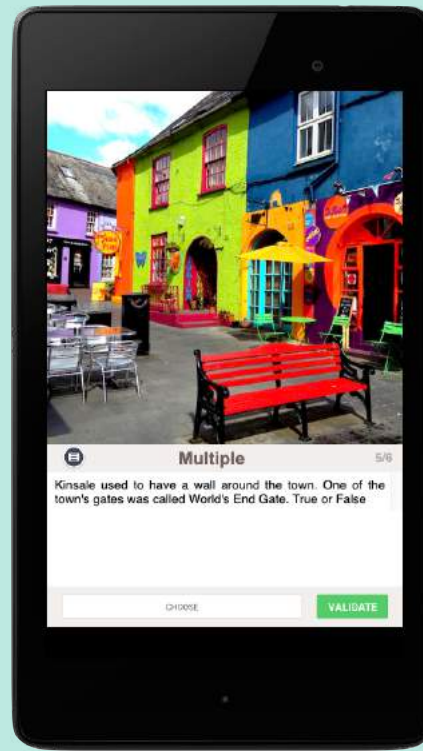 Multiple
5/6
Kinsale used to have a wall around the town. One of the
town's gates was called World's End Gate. True or False
CHOOSE
VALIDATE